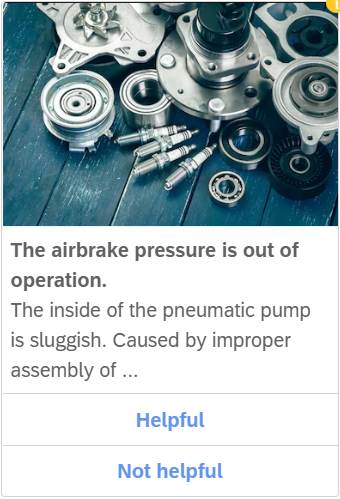 The airbrake pressure is out of
operation.
The inside of the pneumatic pump
is sluggish. Caused by improper
assembly of ...
Helpful
Not helpful